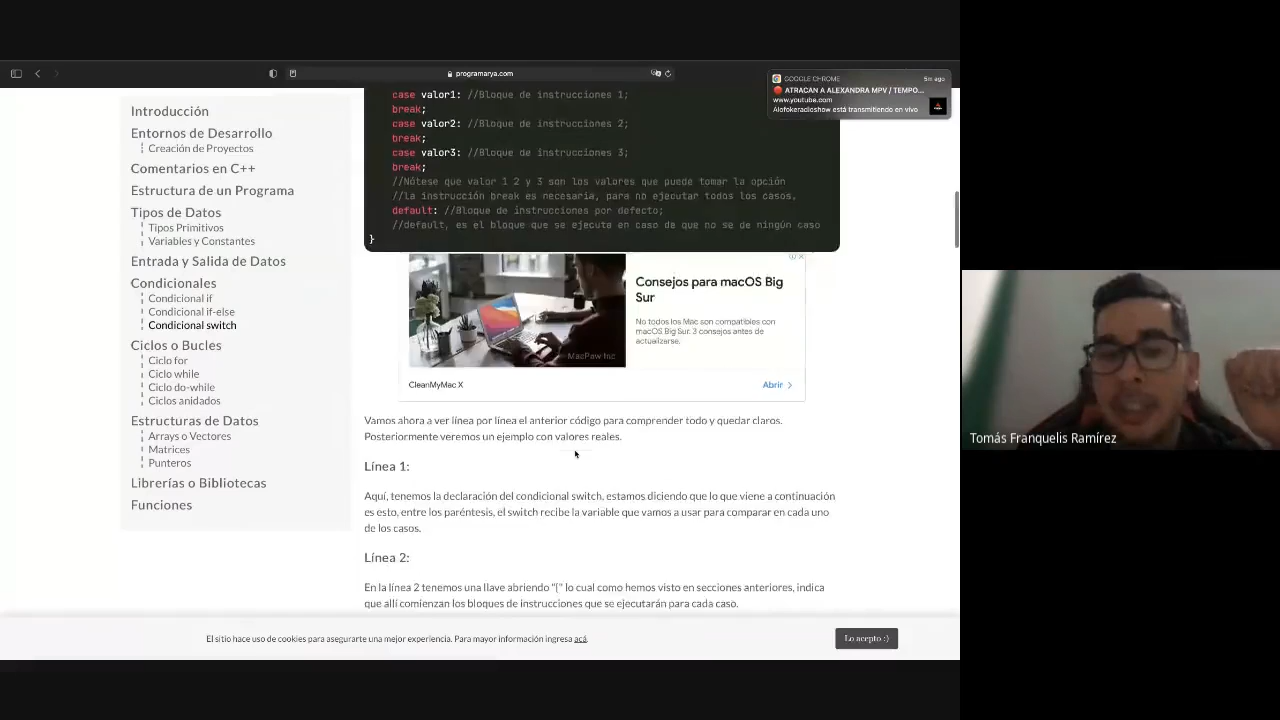 programarya.com
GOOGLE CHROME
5m ago
ATRACAN A ALEXANDRA MPV / TEMPO...
www.youtube.com
Alofokeradioshow está transmitiendo en vivo
Introducción
Entornos de Desarrollo
Creación de Proyectos
Comentarios en C++
Estructura de un Programa
Tipos de Datos
Tipos Primitivos
Variables y Constantes
Entrada y Salida de Datos
Condicionales
Condicional if
Condicional if-else
Condicional switch
Ciclos o Bucles
Ciclo for
Ciclo while
Ciclo do-while
Ciclos anidados
Estructuras de Datos
Arrays o Vectores
Matrices
Punteros
Librerías o Bibliotecas
Funciones
case valor1: //Bloque de instrucciones 1;
break;
case valor2: //Bloque de instrucciones 2;
break;
case valor3: //Bloque de instrucciones 3;
break;
//Nótese que valor 1 2 y 3 son los valores que puede tomar la opción
//la instrucción break es necesaria, para no ejecutar todos los casos.
default: //Bloque de instrucciones por defecto;
//default, es el bloque que se ejecuta en caso de que no se de ningún caso
}
Consejos para macOS Big
Sur
No todos los Mac son compatibles con
macOS Big Sur. 3 consejos antes de
actualizarse.
MacPaw Inc
CleanMyMac X
Abrir
Vamos ahora a ver línea por línea el anterior código para comprender todo y quedar claros.
Posteriormente veremos un ejemplo con valores reales.
Línea 1:
Aquí, tenemos la declaración del condicional switch, estamos diciendo que lo que viene a continuación
es esto, entre los paréntesis, el switch recibe la variable que vamos a usar para comparar en cada uno
de los casos.
Línea 2:
En la línea 2 tenemos una llave abriendo "{" lo cual como hemos visto en secciones anteriores, indica
que allí comienzan los bloques de instrucciones que se ejecutarán para cada caso.
El sitio hace uso de cookies para asegurarte una mejor experiencia. Para mayor información ingresa acá.
Lo acepto :)
Tomás Franquelis Ramírez